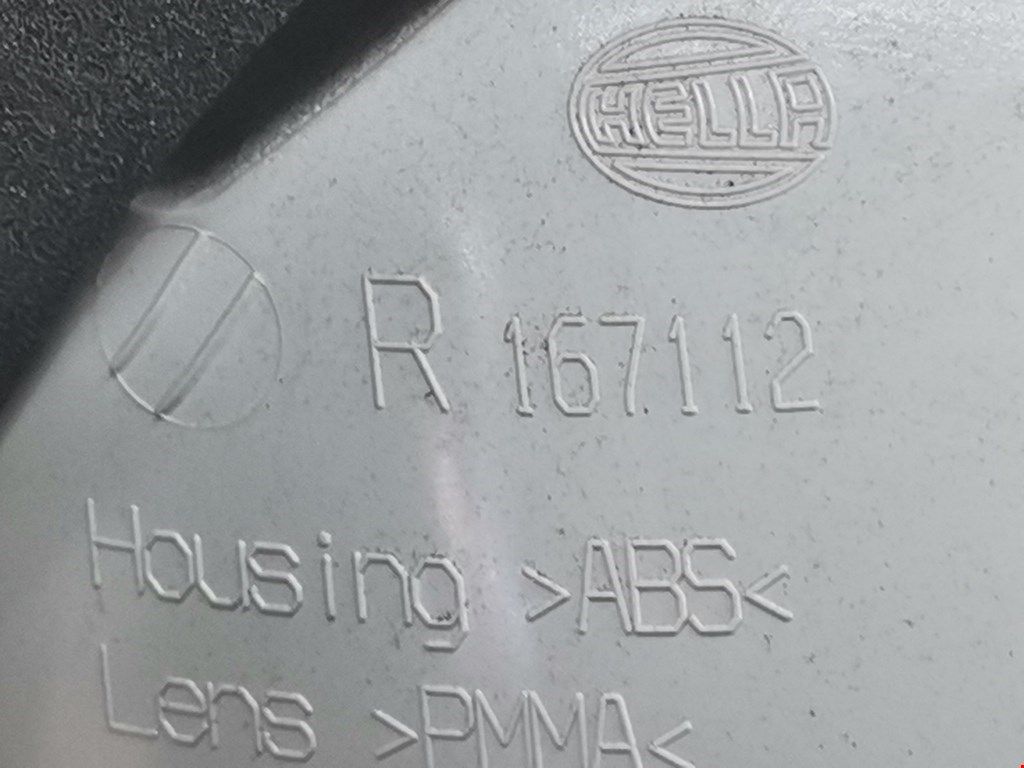 HELLA
R 167112
Housing >ABS<
Lens >PMMA<